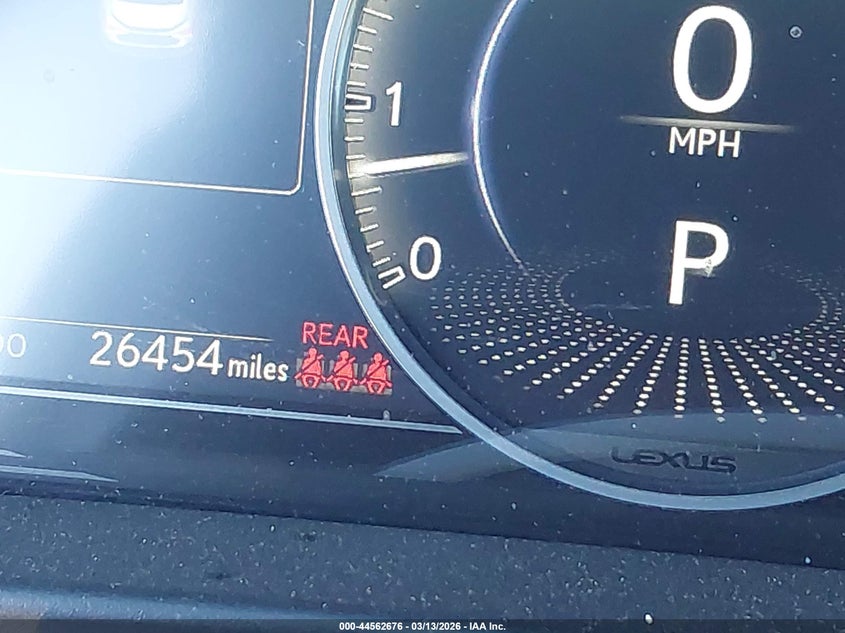 0
MPH
1
P
0
26454 miles
REAR
LEXUS
000-44562676 - 03/13/2026 - IAA Inc.